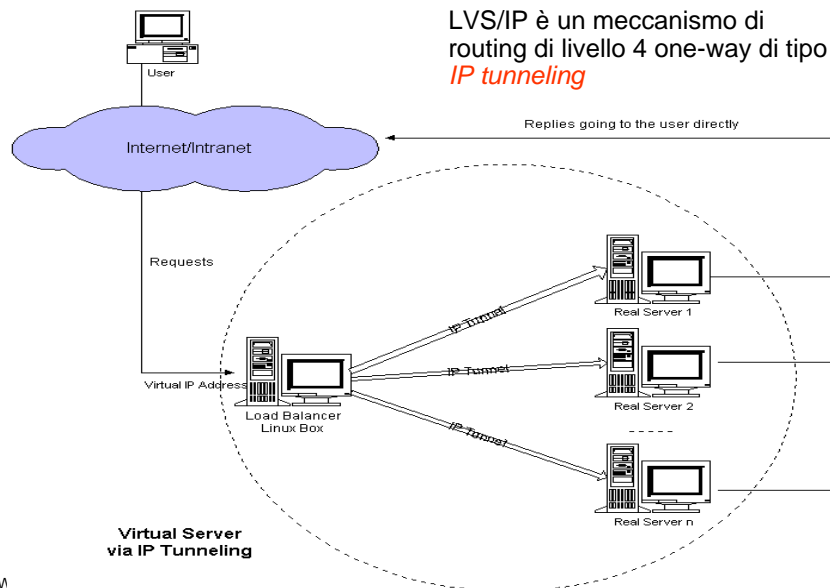 LVS/IP è un meccanismo di
routing di livello 4 one-way di tipo
IP tunneling
User
Internet/Intranet
Replies going to the user directly
Requests
Virtual IP Address
Load Balancer
Linux Box
IP Tunnel
IP Tunnel
IP Tunnel
Real Server 1
Real Server 2
-----
Real Server n
Virtual Server
via IP Tunneling